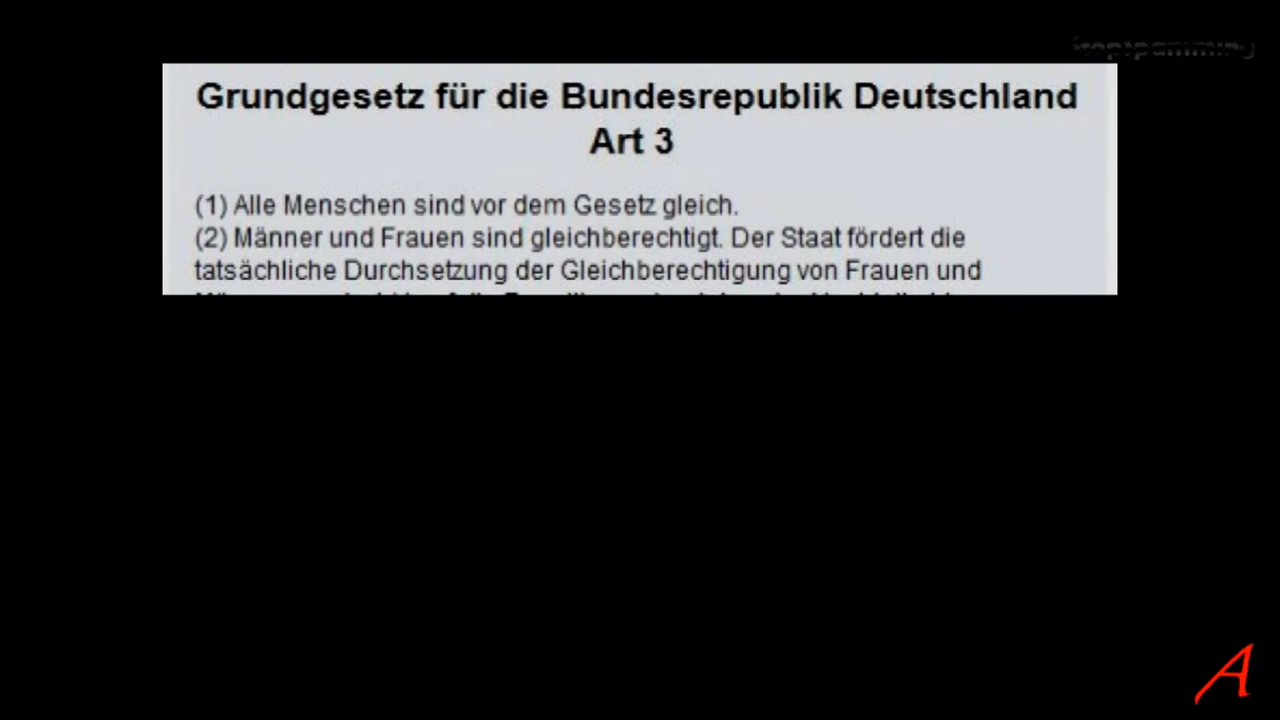 Grundgesetz für die Bundesrepublik Deutschland
Art 3
(1) Alle Menschen sind vor dem Gesetz gleich.
(2) Männer und Frauen sind gleichberechtigt. Der Staat fördert die
tatsächliche Durchsetzung der Gleichberechtigung von Frauen und
A